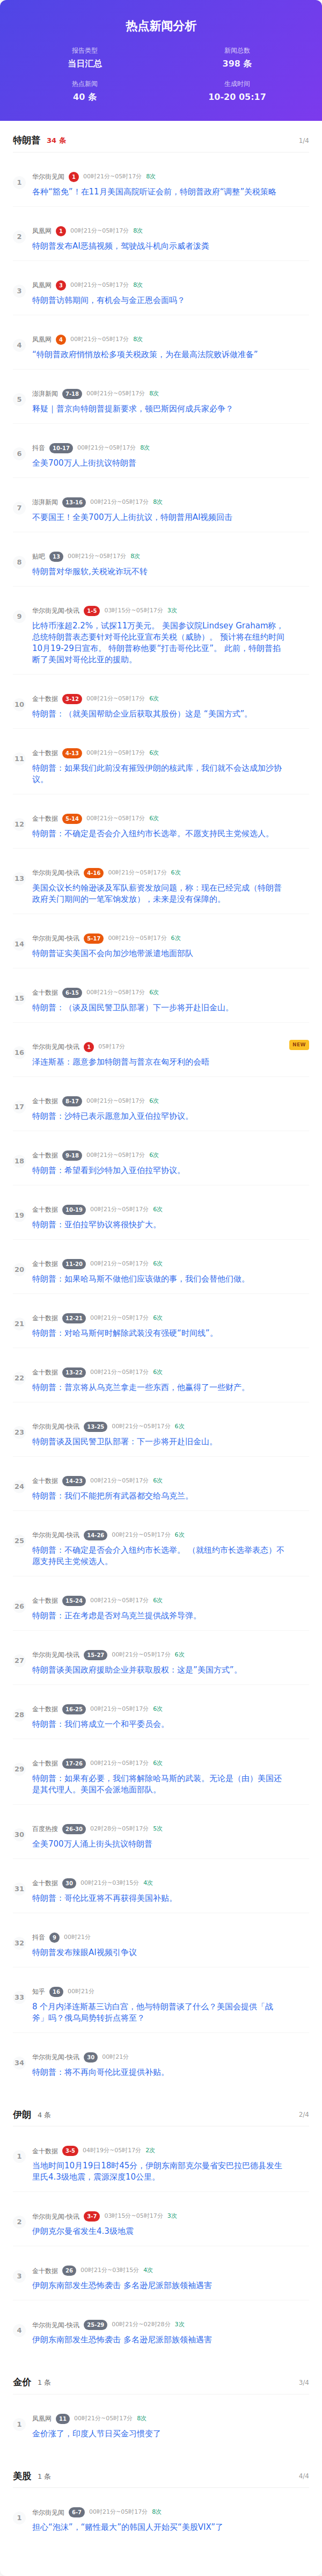 热点新闻分析
报告类型
新闻总数
当日汇总
398 条
热点新闻
生成时间
40 条
10-20 05:17
特朗普 34 条 1/4
1 华尔街见闻 1 00时21分~05时17分 8次
各种“豁免”！在11月美国高院听证会前，特朗普政府“调整”关税策略
2 凤凰网 1 00时21分~05时17分 8次
特朗普发布AI恶搞视频，驾驶战斗机向示威者泼粪
3 凤凰网 3 00时21分~05时17分 8次
特朗普访韩期间，有机会与金正恩会面吗？
4 凤凰网 4 00时21分~05时17分 8次
“特朗普政府悄悄放松多项关税政策，为在最高法院败诉做准备”
5 澎湃新闻 7-18 00时21分~05时17分 8次
释疑｜普京向特朗普提新要求，顿巴斯因何成兵家必争？
6 抖音 10-17 00时21分~05时17分 8次
全美700万人上街抗议特朗普
7 澎湃新闻 13-16 00时21分~05时17分 8次
不要国王！全美700万人上街抗议，特朗普用AI视频回击
8 贴吧 13 00时21分~05时17分 8次
特朗普对华服软,关税讹诈玩不转
9 华尔街见闻-快讯 1-5 03时15分~05时17分 3次
比特币涨超2.2%，试探11万美元。 美国参议院Lindsey Graham称，
总统特朗普表态要针对哥伦比亚宣布关税（威胁）。 预计将在纽约时间
10月19-29日宣布。 特朗普称他要“打击哥伦比亚”。 此前，特朗普掐
断了美国对哥伦比亚的援助。
10 金十数据 3-12 00时21分~05时17分 6次
特朗普：（就美国帮助企业后获取其股份）这是 “美国方式”。
11 金十数据 4-13 00时21分~05时17分 6次
特朗普：如果我们此前没有摧毁伊朗的核武库，我们就不会达成加沙协
议。
12 金十数据 5-14 00时21分~05时17分 6次
特朗普：不确定是否会介入纽约市长选举。不愿支持民主党候选人。
13 华尔街见闻-快讯 4-16 00时21分~05时17分 6次
美国众议长约翰逊谈及军队薪资发放问题，称：现在已经完成（特朗普
政府关门期间的一笔军饷发放），未来是没有保障的。
14 华尔街见闻-快讯 5-17 00时21分~05时17分 6次
特朗普证实美国不会向加沙地带派遣地面部队
15 金十数据 6-15 00时21分~05时17分 6次
特朗普：（谈及国民警卫队部署）下一步将开赴旧金山。
16 华尔街见闻-快讯 1 05时17分 NEW
泽连斯基：愿意参加特朗普与普京在匈牙利的会晤
17 金十数据 8-17 00时21分~05时17分 6次
特朗普：沙特已表示愿意加入亚伯拉罕协议。
18 金十数据 9-18 00时21分~05时17分 6次
特朗普：希望看到沙特加入亚伯拉罕协议。
19 金十数据 10-19 00时21分~05时17分 6次
特朗普：亚伯拉罕协议将很快扩大。
20 金十数据 11-20 00时21分~05时17分 6次
特朗普：如果哈马斯不做他们应该做的事，我们会替他们做。
21 金十数据 12-21 00时21分~05时17分 6次
特朗普：对哈马斯何时解除武装没有强硬“时间线”。
22 金十数据 13-22 00时21分~05时17分 6次
特朗普：普京将从乌克兰拿走一些东西，他赢得了一些财产。
23 华尔街见闻-快讯 13-25 00时21分~05时17分 6次
特朗普谈及国民警卫队部署：下一步将开赴旧金山。
24 金十数据 14-23 00时21分~05时17分 6次
特朗普：我们不能把所有武器都交给乌克兰。
25 华尔街见闻-快讯 14-26 00时21分~05时17分 6次
特朗普：不确定是否会介入纽约市长选举。 （就纽约市长选举表态）不
愿支持民主党候选人。
26 金十数据 15-24 00时21分~05时17分 6次
特朗普：正在考虑是否对乌克兰提供战斧导弹。
27 华尔街见闻-快讯 15-27 00时21分~05时17分 6次
特朗普谈美国政府援助企业并获取股权：这是“美国方式”。
28 金十数据 16-25 00时21分~05时17分 6次
特朗普：我们将成立一个和平委员会。
29 金十数据 17-26 00时21分~05时17分 6次
特朗普：如果有必要，我们将解除哈马斯的武装。无论是（由）美国还
是其代理人。美国不会派地面部队。
30 百度热搜 26-30 02时28分~05时17分 5次
全美700万人涌上街头抗议特朗普
31 金十数据 30 00时21分~03时15分 4次
特朗普：哥伦比亚将不再获得美国补贴。
32 抖音 9 00时21分
特朗普发布辣眼AI视频引争议
33 知乎 16 00时21分
8 个月内泽连斯基三访白宫，他与特朗普谈了什么？美国会提供「战
斧」吗？俄乌局势转折点将至？
34 华尔街见闻-快讯 30 00时21分
特朗普：将不再向哥伦比亚提供补贴。
伊朗 4 条 2/4
1 金十数据 3-5 04时19分~05时17分 2次
当地时间10月19日18时45分，伊朗东南部克尔曼省安巴拉巴德县发生
里氏4.3级地震，震源深度10公里。
2 华尔街见闻-快讯 3-7 03时15分~05时17分 3次
伊朗克尔曼省发生4.3级地震
3 金十数据 26 00时21分~03时15分 4次
伊朗东南部发生恐怖袭击 多名逊尼派部族领袖遇害
4 华尔街见闻-快讯 25-29 00时21分~02时28分 3次
伊朗东南部发生恐怖袭击 多名逊尼派部族领袖遇害
金价 1 条 3/4
1 凤凰网 11 00时21分~05时17分 8次
金价涨了，印度人节日买金习惯变了
美股 1 条 4/4
1 华尔街见闻 6-7 00时21分~05时17分 8次
担心“泡沫”，“赌性最大”的韩国人开始买“美股VIX”了